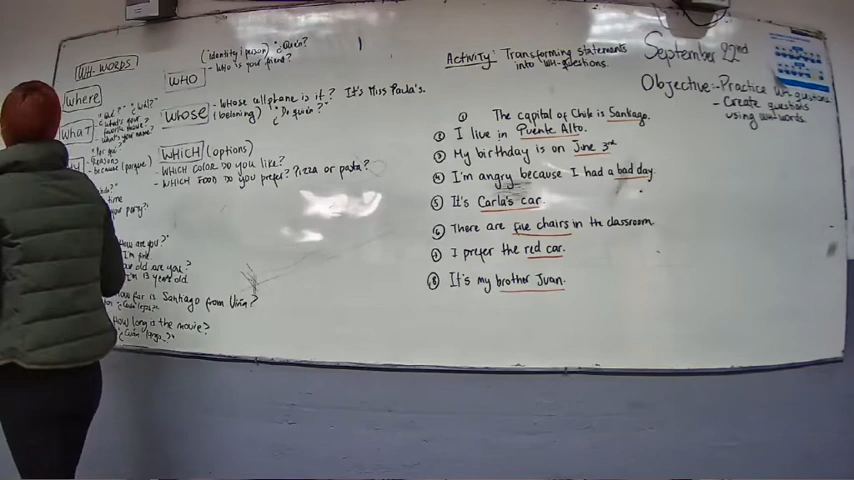 WH-WORDS
where
WHAT
"Qué?" "¿Cuál?"
- What's your favorite movie?
- What's your name?
- Reasons
- because (porque)
time
your party?
How are you?"
I'm fine
old are you?
I'm 13 years old
How far is Santiago from Viña?
How long is the movie?
WHO
(identity/person) "¿Quién?"
- Who is your friend?
WHOSE
- Whose cellphone is it? It's Miss Paula's.
(belonging) "¿De quién?"
WHICH (options)
- WHICH COLOR DO YOU LIKE?
- WHICH FOOD DO YOU PREFER? Pizza or pasta?
Activity: Transforming statements
into WH-questions.
① The capital of Chile is Santiago.
② I live in Puente Alto.
③ My birthday is on June 3rd
④ I'm angry because I had a bad day.
⑤ It's Carla's car.
⑥ There are five chairs in the classroom.
⑦ I prefer the red car.
⑧ It's my brother Juan.
September 22nd
Objective: - Practice WH-questions
- Create questions
using wh-words.